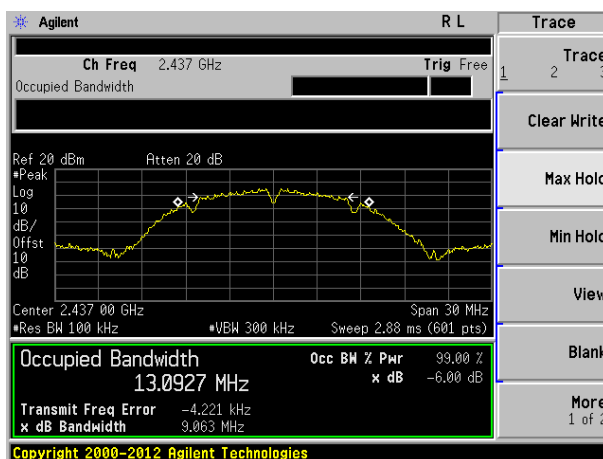 Agilent R L Trace
Ch Freq 2.437 GHz Trig Free
Occupied Bandwidth
Trace
1 2 3
Clear Write
Max Hold
Min Hold
View
Blank
More
1 of 2
Ref 20 dBm Atten 20 dB
#Peak
Log
10
dB/
Offst
10
dB
Center 2.437 00 GHz Span 30 MHz
#Res BW 100 kHz #VBW 300 kHz Sweep 2.88 ms (601 pts)
Occupied Bandwidth Occ BW % Pwr 99.00 %
13.0927 MHz x dB -6.00 dB
Transmit Freq Error -4.221 kHz
x dB Bandwidth 9.063 MHz
Copyright 2000-2012 Agilent Technologies